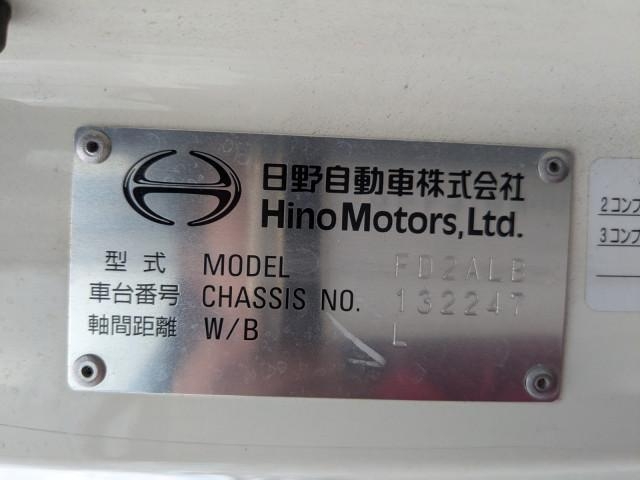 日野自動車株式会社
Hino Motors, Ltd.
型式 MODEL FD2ALB
車台番号 CHASSIS NO. 132247
軸間距離 W/B L
2コンプ
3コンプ